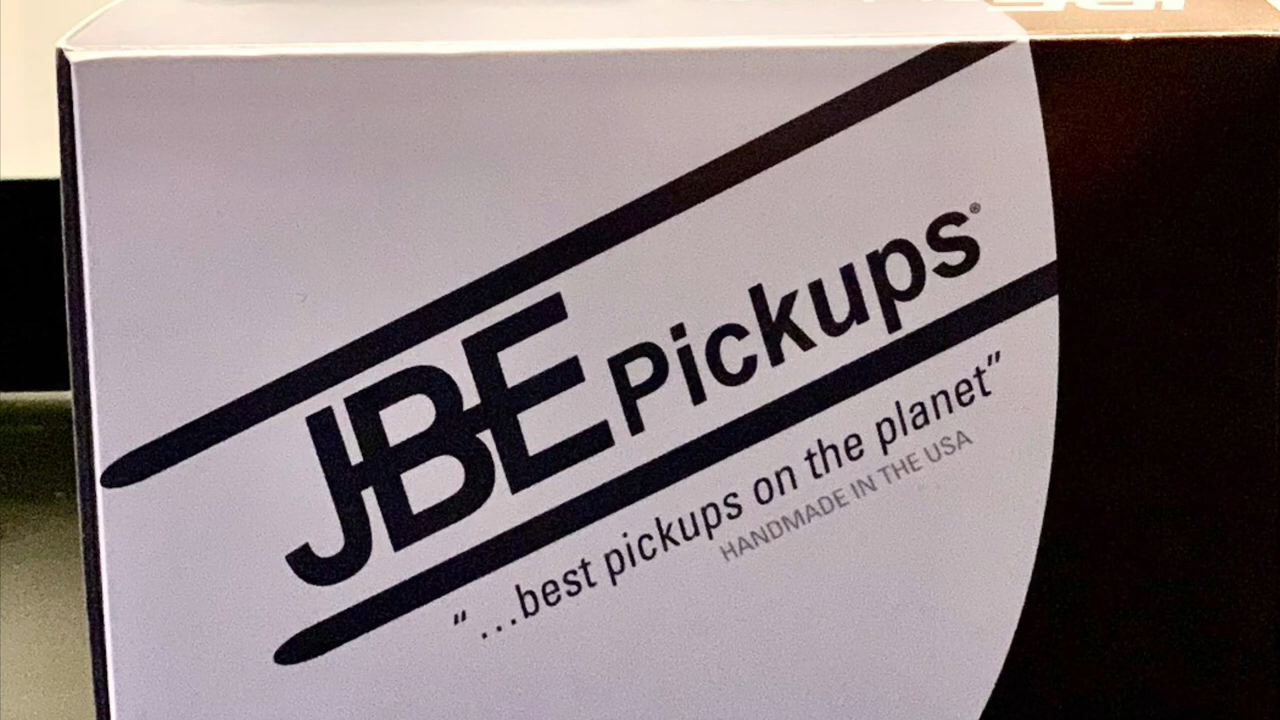 JBE Pickups®
“...best pickups on the planet”
HANDMADE IN THE USA